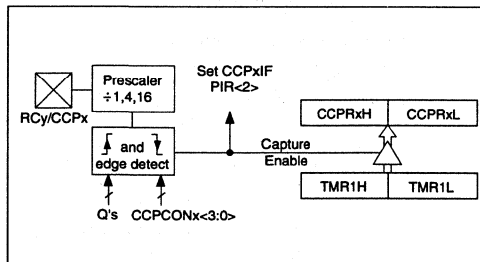 Prescaler
÷1,4,16
RCy/CCPx
and
edge detect
Q's
CCPCONx<3:0>
Set CCPxIF
PIR<2>
Capture
Enable
CCPRxH
CCPRxL
TMR1H
TMR1L